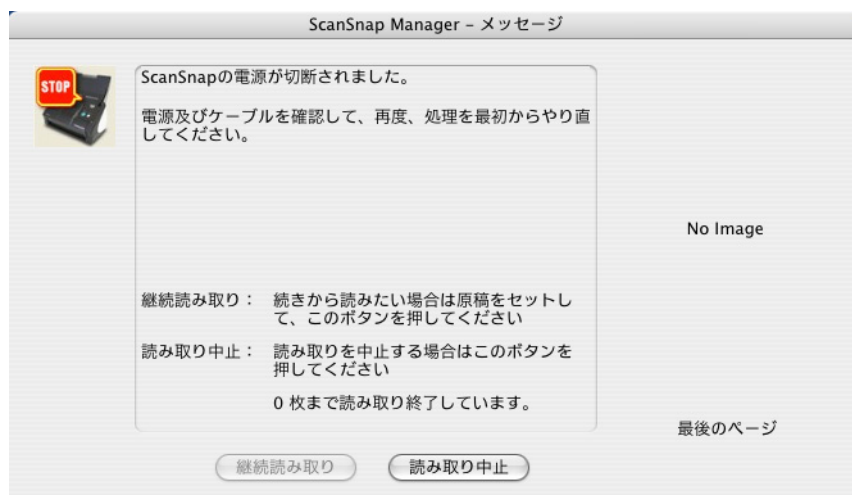 ScanSnap Manager – メッセージ
STOP
ScanSnapの電源が切断されました。
電源及びケーブルを確認して、再度、処理を最初からやり直
してください。
No Image
継続読み取り： 続きから読みたい場合は原稿をセットし
て、このボタンを押してください
読み取り中止： 読み取りを中止する場合はこのボタンを
押してください
0 枚まで読み取り終了しています。
最後のページ
継続読み取り 読み取り中止